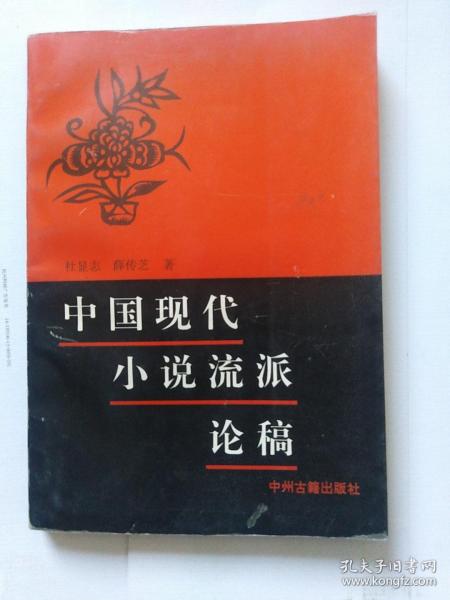 杜显志 薛传芝 著
中国现代
小说流派
论稿
中州古籍出版社
孔夫子旧书网
www.kongfz.com